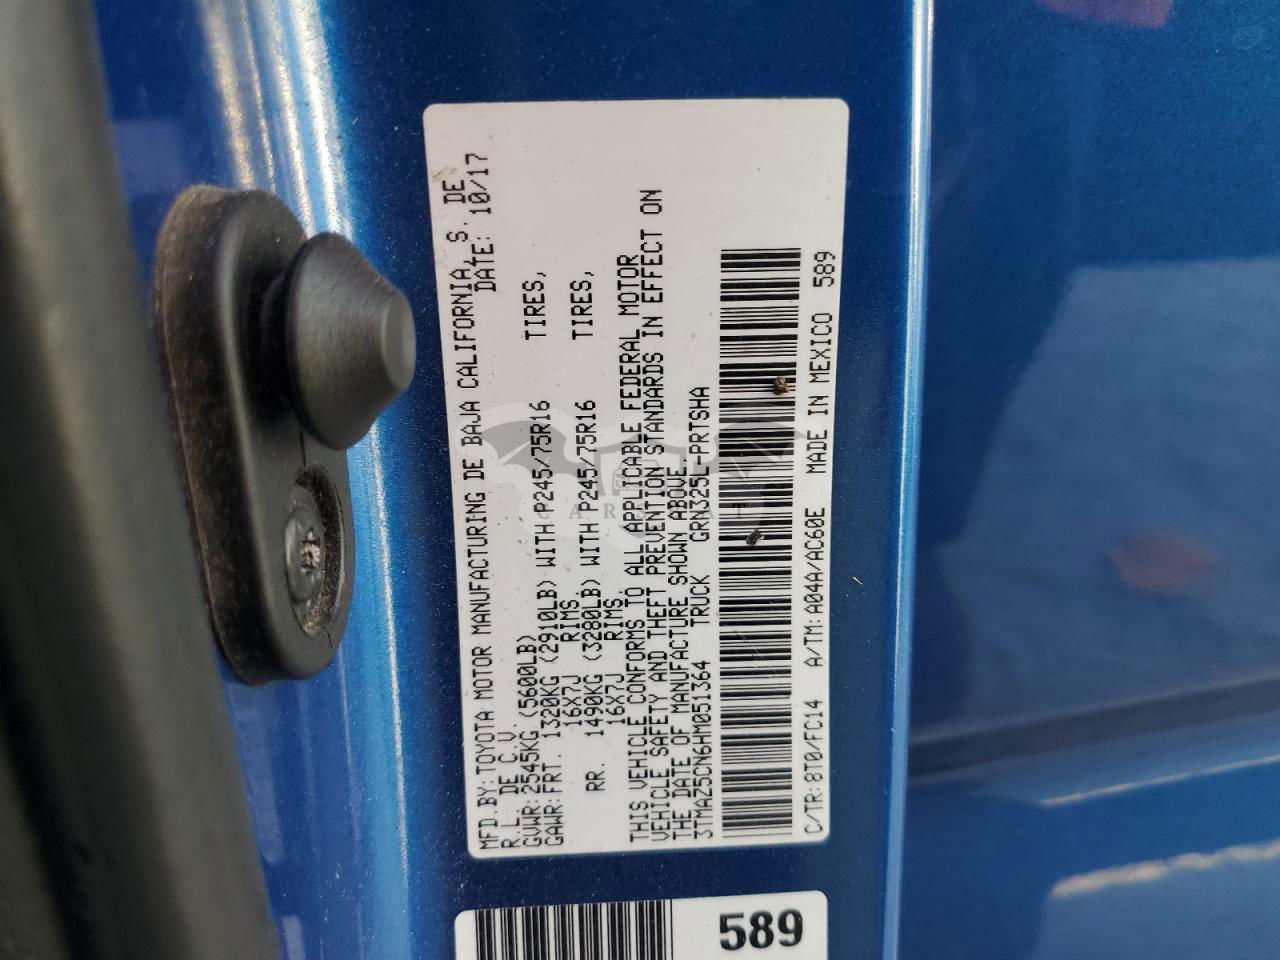 MFD.BY:TOYOTA MOTOR MANUFACTURING DE BAJA CALIFORNIA, S. DE
R.L. DE C.V. DATE: 10/17
GVWR:2545KG (5600LB)
GAWR:FRT. 1320KG (2910LB) WITH P245/75R16 TIRES,
16X7J RIMS.
RR. 1490KG (3280LB) WITH P245/75R16 TIRES,
16X7J RIMS.
THIS VEHICLE CONFORMS TO ALL APPLICABLE FEDERAL MOTOR
VEHICLE SAFETY AND THEFT PREVENTION STANDARDS IN EFFECT ON
THE DATE OF MANUFACTURE SHOWN ABOVE.
3TMAZ5CN6HM051364 TRUCK GRN325L-PRTSHA
C/TR:8T0/FC14 A/TM:A04A/AC60E MADE IN MEXICO 589
589